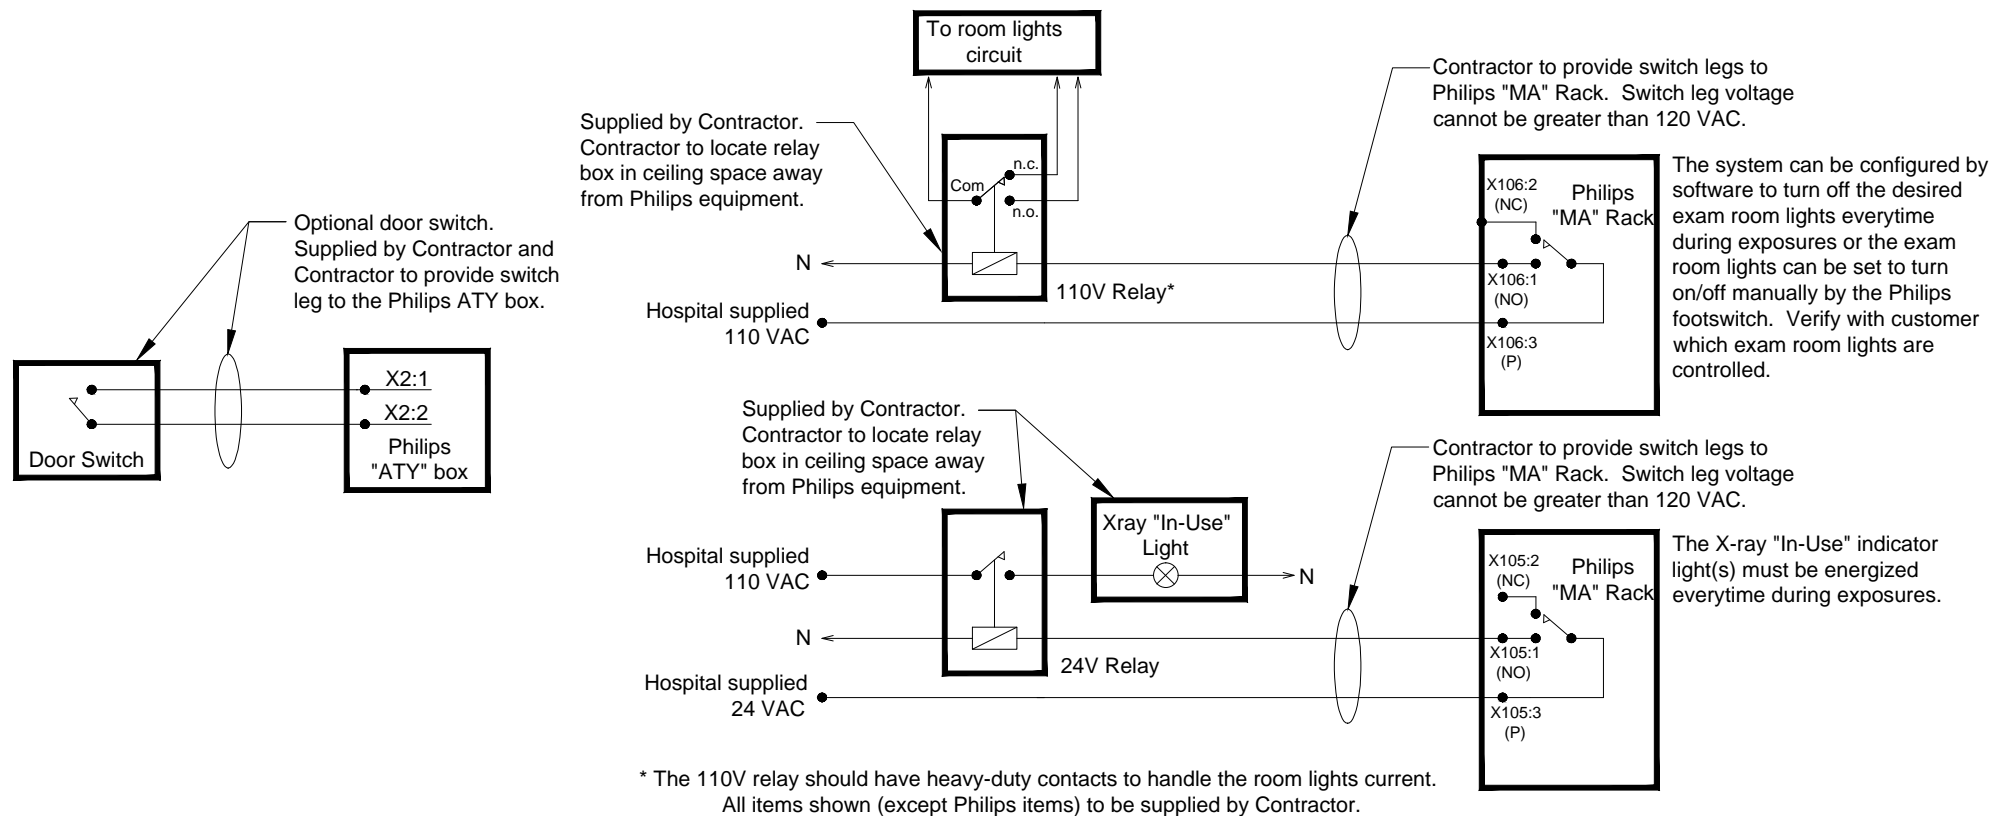 To room lights
circuit
Contractor to provide switch legs to
Philips "MA" Rack. Switch leg voltage
cannot be greater than 120 VAC.
Supplied by Contractor.
Contractor to locate relay
box in ceiling space away
from Philips equipment.
n.c.
Com
n.o.
N
110V Relay*
Hospital supplied
110 VAC
X106:2
(NC)
Philips
"MA" Rack
X106:1
(NO)
X106:3
(P)
The system can be configured by
software to turn off the desired
exam room lights everytime
during exposures or the exam
room lights can be set to turn
on/off manually by the Philips
footswitch. Verify with customer
which exam room lights are
controlled.
Optional door switch.
Supplied by Contractor and
Contractor to provide switch
leg to the Philips ATY box.
Door Switch
X2:1
X2:2
Philips
"ATY" box
Supplied by Contractor.
Contractor to locate relay
box in ceiling space away
from Philips equipment.
Contractor to provide switch legs to
Philips "MA" Rack. Switch leg voltage
cannot be greater than 120 VAC.
Xray "In-Use"
Light
Hospital supplied
110 VAC
N
N
24V Relay
Hospital supplied
24 VAC
X105:2
(NC)
Philips
"MA" Rack
X105:1
(NO)
X105:3
(P)
The X-ray "In-Use" indicator
light(s) must be energized
everytime during exposures.
* The 110V relay should have heavy-duty contacts to handle the room lights current.
All items shown (except Philips items) to be supplied by Contractor.